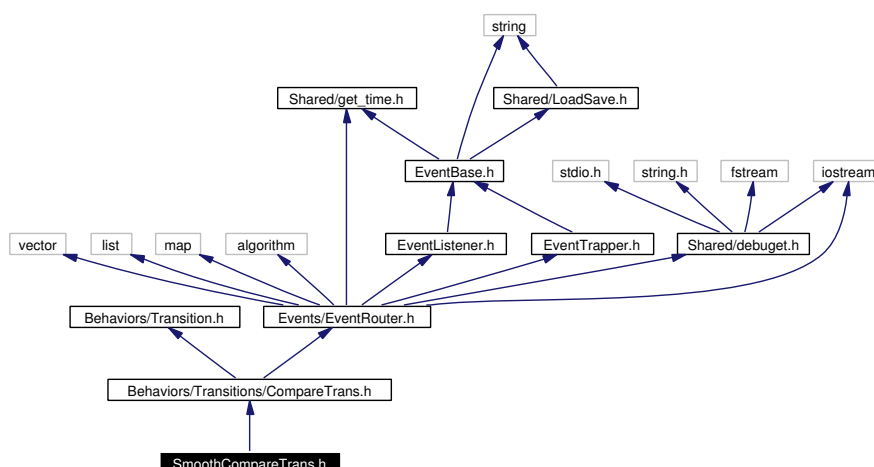 string
Shared/get_time.h
Shared/LoadSave.h
EventBase.h
stdio.h
string.h
fstream
iostream
vector
list
map
algorithm
EventListener.h
EventTrapper.h
Shared/debuget.h
Behaviors/Transition.h
Events/EventRouter.h
Behaviors/Transitions/CompareTrans.h
SmoothCompareTrans.h